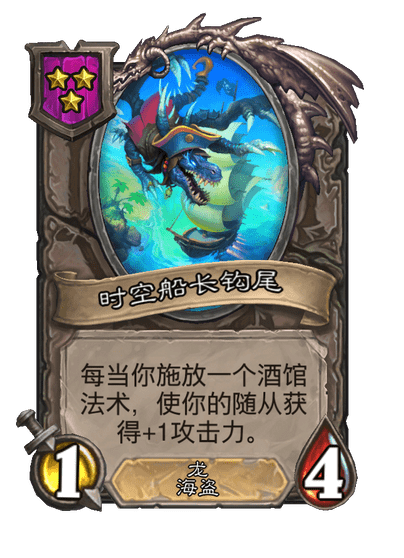 时空船长钩尾
每当你施放一个酒馆
法术，使你的随从获
得+1攻击力。
1
龙
海盗
4